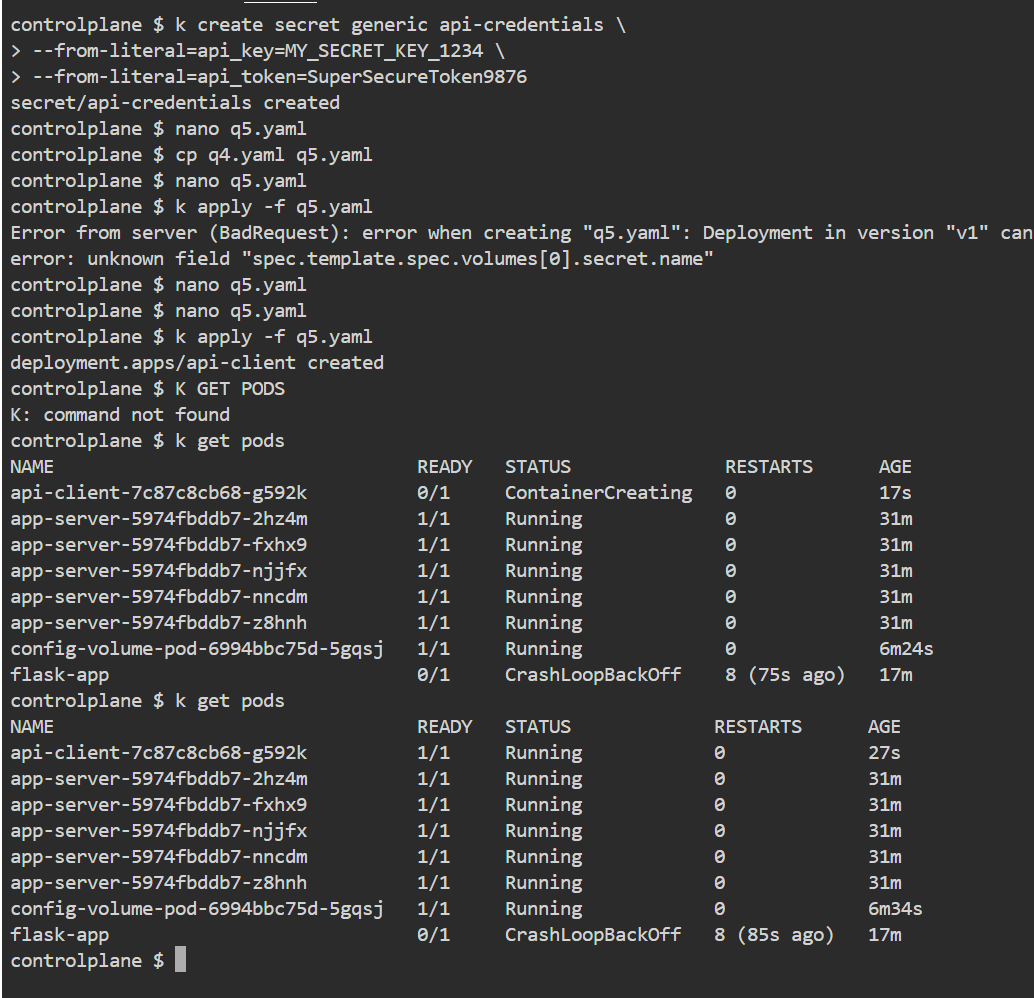 controlplane $ k create secret generic api-credentials \
> --from-literal=api_key=MY_SECRET_KEY_1234 \
> --from-literal=api_token=SuperSecureToken9876
secret/api-credentials created
controlplane $ nano q5.yaml
controlplane $ cp q4.yaml q5.yaml
controlplane $ nano q5.yaml
controlplane $ k apply -f q5.yaml
Error from server (BadRequest): error when creating "q5.yaml": Deployment in version "v1" can
error: unknown field "spec.template.spec.volumes[0].secret.name"
controlplane $ nano q5.yaml
controlplane $ nano q5.yaml
controlplane $ k apply -f q5.yaml
deployment.apps/api-client created
controlplane $ K GET PODS
K: command not found
controlplane $ k get pods
NAME READY STATUS RESTARTS AGE
api-client-7c87c8cb68-g592k 0/1 ContainerCreating 0 17s
app-server-5974fbddb7-2hz4m 1/1 Running 0 31m
app-server-5974fbddb7-fxhx9 1/1 Running 0 31m
app-server-5974fbddb7-njjfx 1/1 Running 0 31m
app-server-5974fbddb7-nncdm 1/1 Running 0 31m
app-server-5974fbddb7-z8hnh 1/1 Running 0 31m
config-volume-pod-6994bbc75d-5gqsj 1/1 Running 0 6m24s
flask-app 0/1 CrashLoopBackOff 8 (75s ago) 17m
controlplane $ k get pods
NAME READY STATUS RESTARTS AGE
api-client-7c87c8cb68-g592k 1/1 Running 0 27s
app-server-5974fbddb7-2hz4m 1/1 Running 0 31m
app-server-5974fbddb7-fxhx9 1/1 Running 0 31m
app-server-5974fbddb7-njjfx 1/1 Running 0 31m
app-server-5974fbddb7-nncdm 1/1 Running 0 31m
app-server-5974fbddb7-z8hnh 1/1 Running 0 31m
config-volume-pod-6994bbc75d-5gqsj 1/1 Running 0 6m34s
flask-app 0/1 CrashLoopBackOff 8 (85s ago) 17m
controlplane $